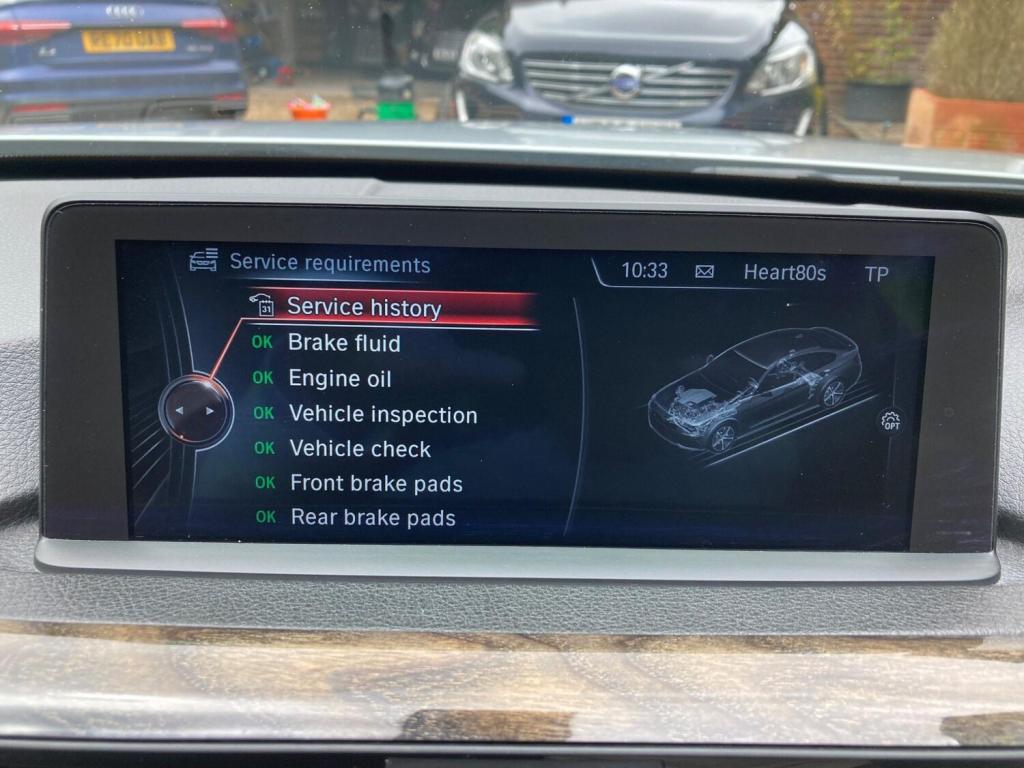 Service requirements
10:33 Heart80s TP
31 Service history
OK Brake fluid
OK Engine oil
OK Vehicle inspection
OK Vehicle check
OK Front brake pads
OK Rear brake pads
OPT